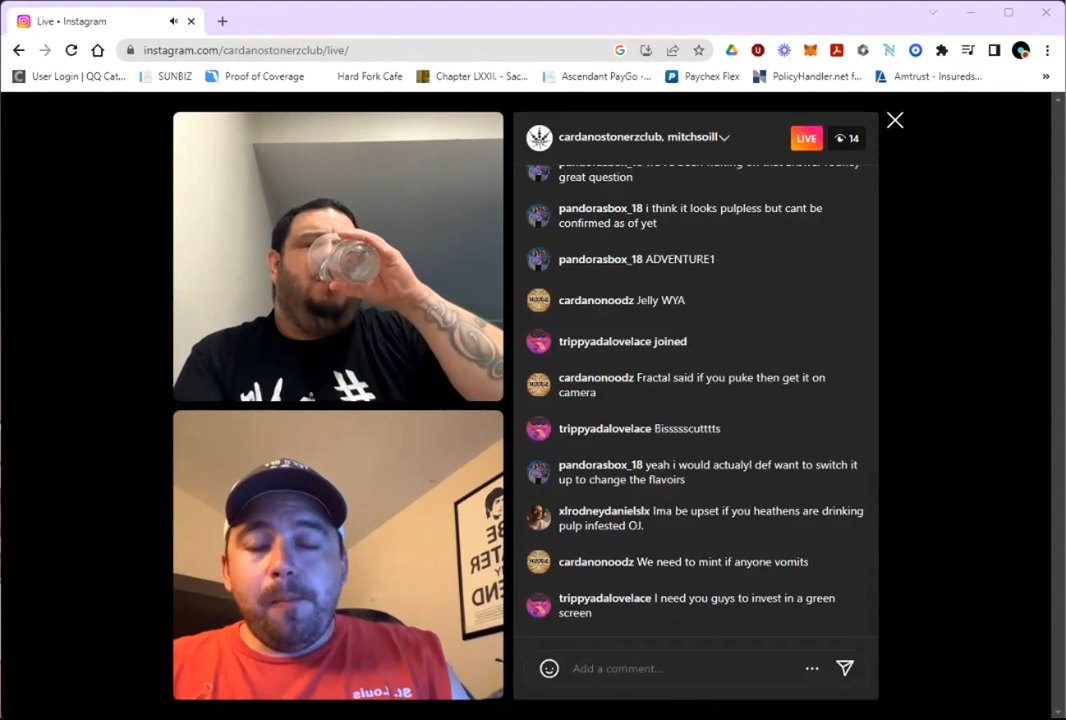 Live • Instagram
instagram.com/cardanostonerzclub/live/
User Login | QQ Cat...
SUNBIZ
Proof of Coverage
Hard Fork Cafe
Chapter LXXII. - Sac...
Ascendant PayGo -...
Paychex Flex
PolicyHandler.net f...
Amtrust - Insureds...
»
cardanostonerzclub, mitchsoill
LIVE
14
great question
pandorasbox_18 i think it looks pulpless but cant be
confirmed as of yet
pandorasbox_18 ADVENTURE1
cardanonoodz Jelly WYA
trippyadalovelace joined
cardanonoodz Fractal said if you puke then get it on
camera
trippyadalovelace Bisssssscutttts
pandorasbox_18 yeah i would actualyl def want to switch it
up to change the flavoirs
xlrodneydanielslx Ima be upset if you heathens are drinking
pulp infested OJ.
cardanonoodz We need to mint if anyone vomits
trippyadalovelace I need you guys to invest in a green
screen
Add a comment...
#
BE
END
St. Louis